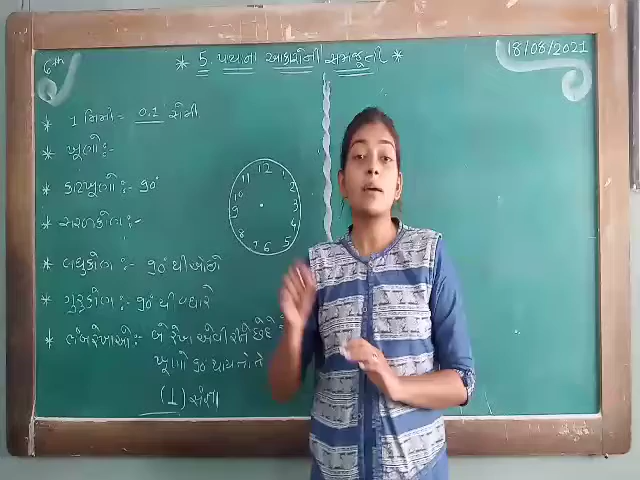 6th
* 5. પાયાના આકારોની સમજૂતી *
18/08/2021
* 1 મિમી = 0.1 સેમી
* ખૂણો :-
* કાટખૂણો :- 90°
* સરળકોણ :-
* લઘુકોણ :- 90° થી ઓછો
* ગુરુકોણ :- 90° થી વધારે
* લંબરેખાઓ :- બે રેખા એવી રીતે છેદે
ખૂણો 90° થાય તો તે
(⊥) સંજ્ઞા
12
1
2
3
4
5
6
7
8
9
10
11